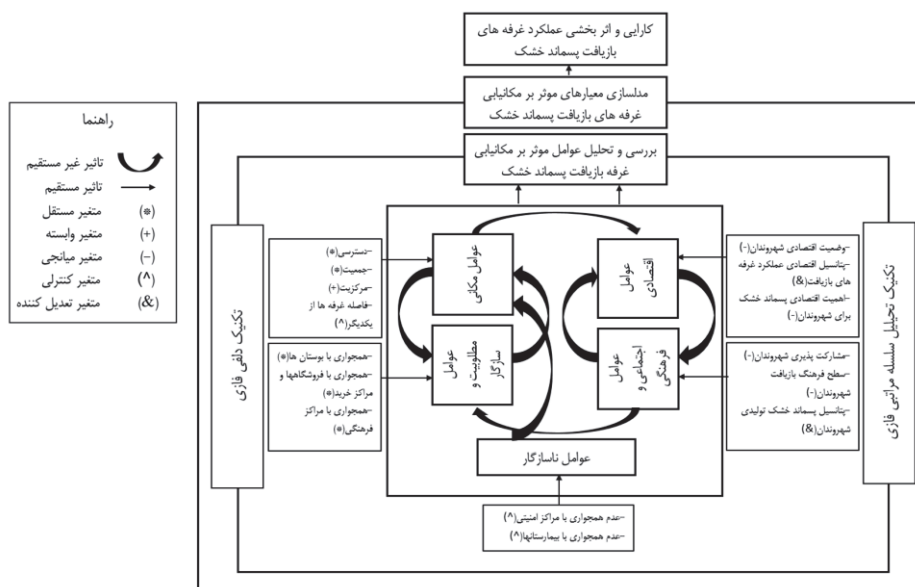 کارایی و اثر بخشی عملکرد غرفه های
بازیافت پسماند خشک
مدلسازی معیارهای موثر بر مکانیابی
غرفه های بازیافت پسماند خشک
بررسی و تحلیل عوامل موثر بر مکانیابی
غرفه بازیافت پسماند خشک
راهنما
تاثیر غیر مستقیم
تاثیر مستقیم
(*) متغیر مستقل
(+) متغیر وابسته
(-) متغیر میانجی
(^) متغیر کنترلی
(&) متغیر تعدیل کننده
تکنیک تحیلیل سلسله مراتبی فازی
تکنیک دلفی فازی
-وضعیت اقتصادی شهروندان(-)
-پتانسیل اقتصادی عملکرد غرفه
های بازیافت(&)
-اهمیت اقتصادی پسماند خشک
برای شهروندان(-)
-مشارکت پذیری شهروندان(-)
-سطح فرهنگ بازیافت
شهروندان(-)
-پتانسیل پسماند خشک تولیدی
شهروندان(&)
عوامل
اقتصادی
عوامل
اجتماعی و
فرهنگی
عوامل مکانی
عوامل
مطلوبیت و
سازگار
-دسترسی(*)
-جمعیت(*)
-مرکزیت(+)
-فاصله غرفه ها از
یکدیگر(^)
-همجواری با بوستان ها(*)
-همجواری با فروشگاهها و
مراکز خرید(*)
-همجواری با مراکز
فرهنگی(*)
عوامل ناسازگار
-عدم همجواری با مراکز امنیتی(^)
-عدم همجواری با بیمارستانها(^)